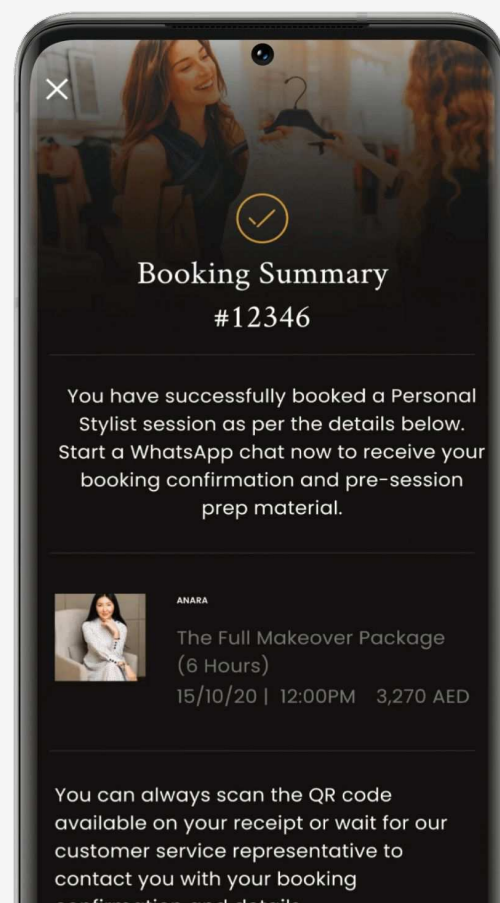 Booking Summary
#12346
You have successfully booked a Personal
Stylist session as per the details below.
Start a WhatsApp chat now to receive your
booking confirmation and pre-session
prep material.
ANARA
The Full Makeover Package
(6 Hours)
15/10/20 | 12:00PM 3,270 AED
You can always scan the QR code
available on your receipt or wait for our
customer service representative to
contact you with your booking